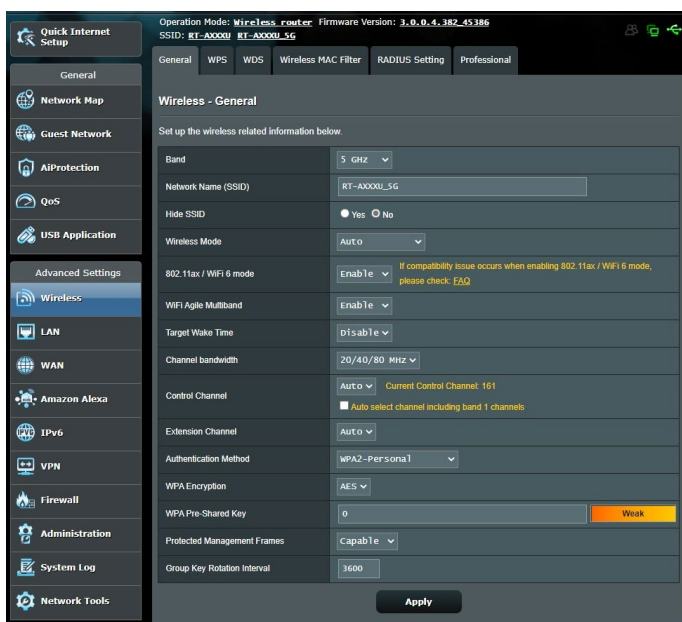 Quick Internet
Setup
Operation Mode: Wireless router Firmware Version: 3.0.0.4.382_45386
SSID: RT-AXXXU RT-AXXXU_5G
General WPS WDS Wireless MAC Filter RADIUS Setting Professional
General
Network Map
Guest Network
AiProtection
QoS
USB Application
Advanced Settings
Wireless
LAN
WAN
Amazon Alexa
IPv6
VPN
Firewall
Administration
System Log
Network Tools
Wireless - General
Set up the wireless related information below.
Band 5 GHz
Network Name (SSID) RT-AXXXU_5G
Hide SSID Yes No
Wireless Mode Auto
802.11ax / WiFi 6 mode Enable If compatibility issue occurs when enabling 802.11ax / WiFi 6 mode,
please check: FAQ
WiFi Agile Multiband Enable
Target Wake Time Disable
Channel bandwidth 20/40/80 MHz
Control Channel Auto Current Control Channel: 161
Auto select channel including band 1 channels
Extension Channel Auto
Authentication Method WPA2-Personal
WPA Encryption AES
WPA Pre-Shared Key 0 Weak
Protected Management Frames Capable
Group Key Rotation Interval 3600
Apply